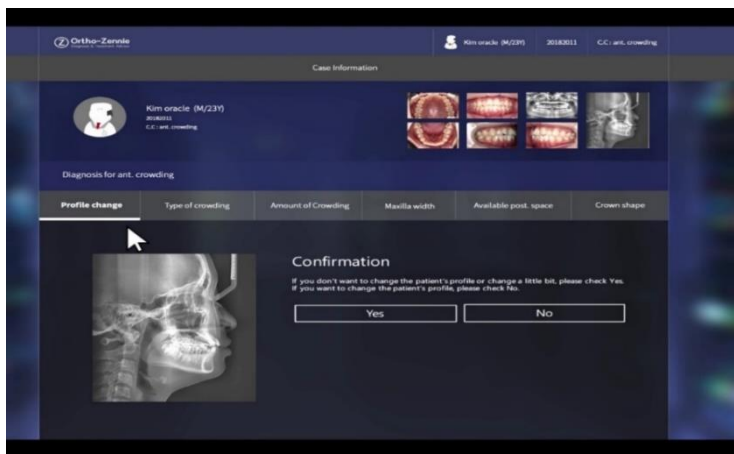 Ortho-Zennie
Kim oracle (M/23Y) 20182011 C.C: ant. crowding
Case Information
Kim oracle (M/23Y)
20182011
C.C: ant. crowding
Diagnosis for ant. crowding
Profile change Type of crowding Amount of Crowding Maxilla width Available post. space Crown shape
Confirmation
If you don't want to change the patient's profile or change a little bit, please check Yes.
If you want to change the patient's profile, please check No.
Yes No